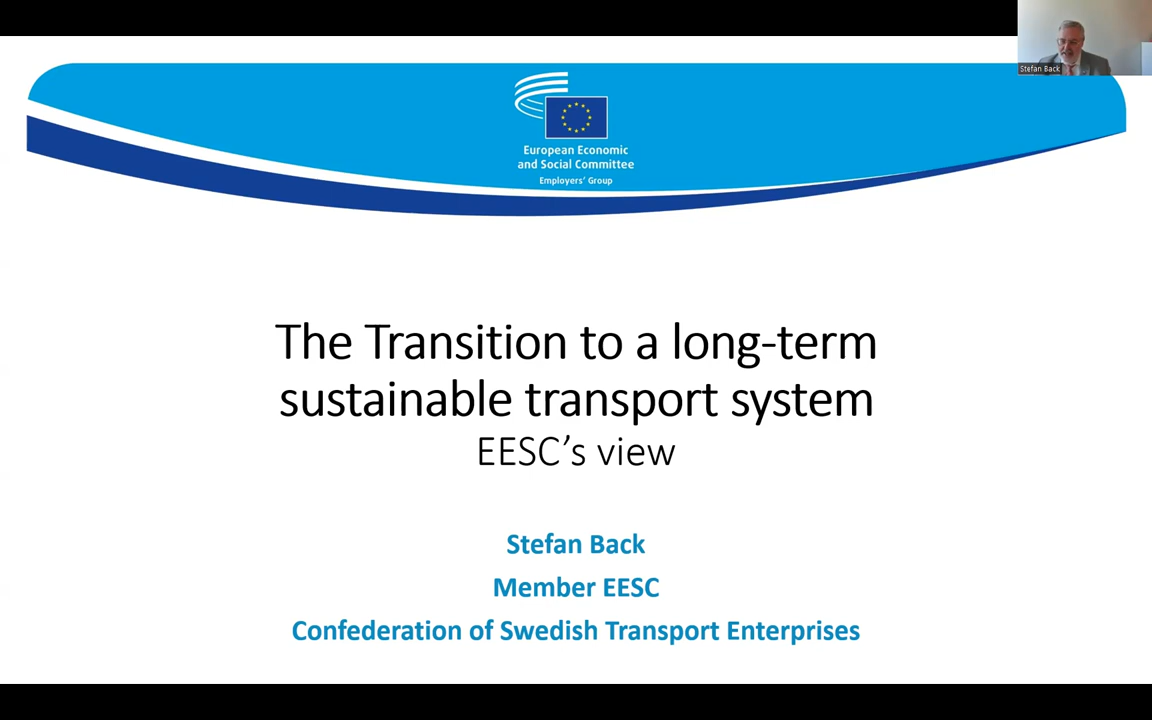 Stefan Back
European Economic
and Social Committee
Employers' Group
The Transition to a long-term
sustainable transport system
EESC's view
Stefan Back
Member EESC
Confederation of Swedish Transport Enterprises